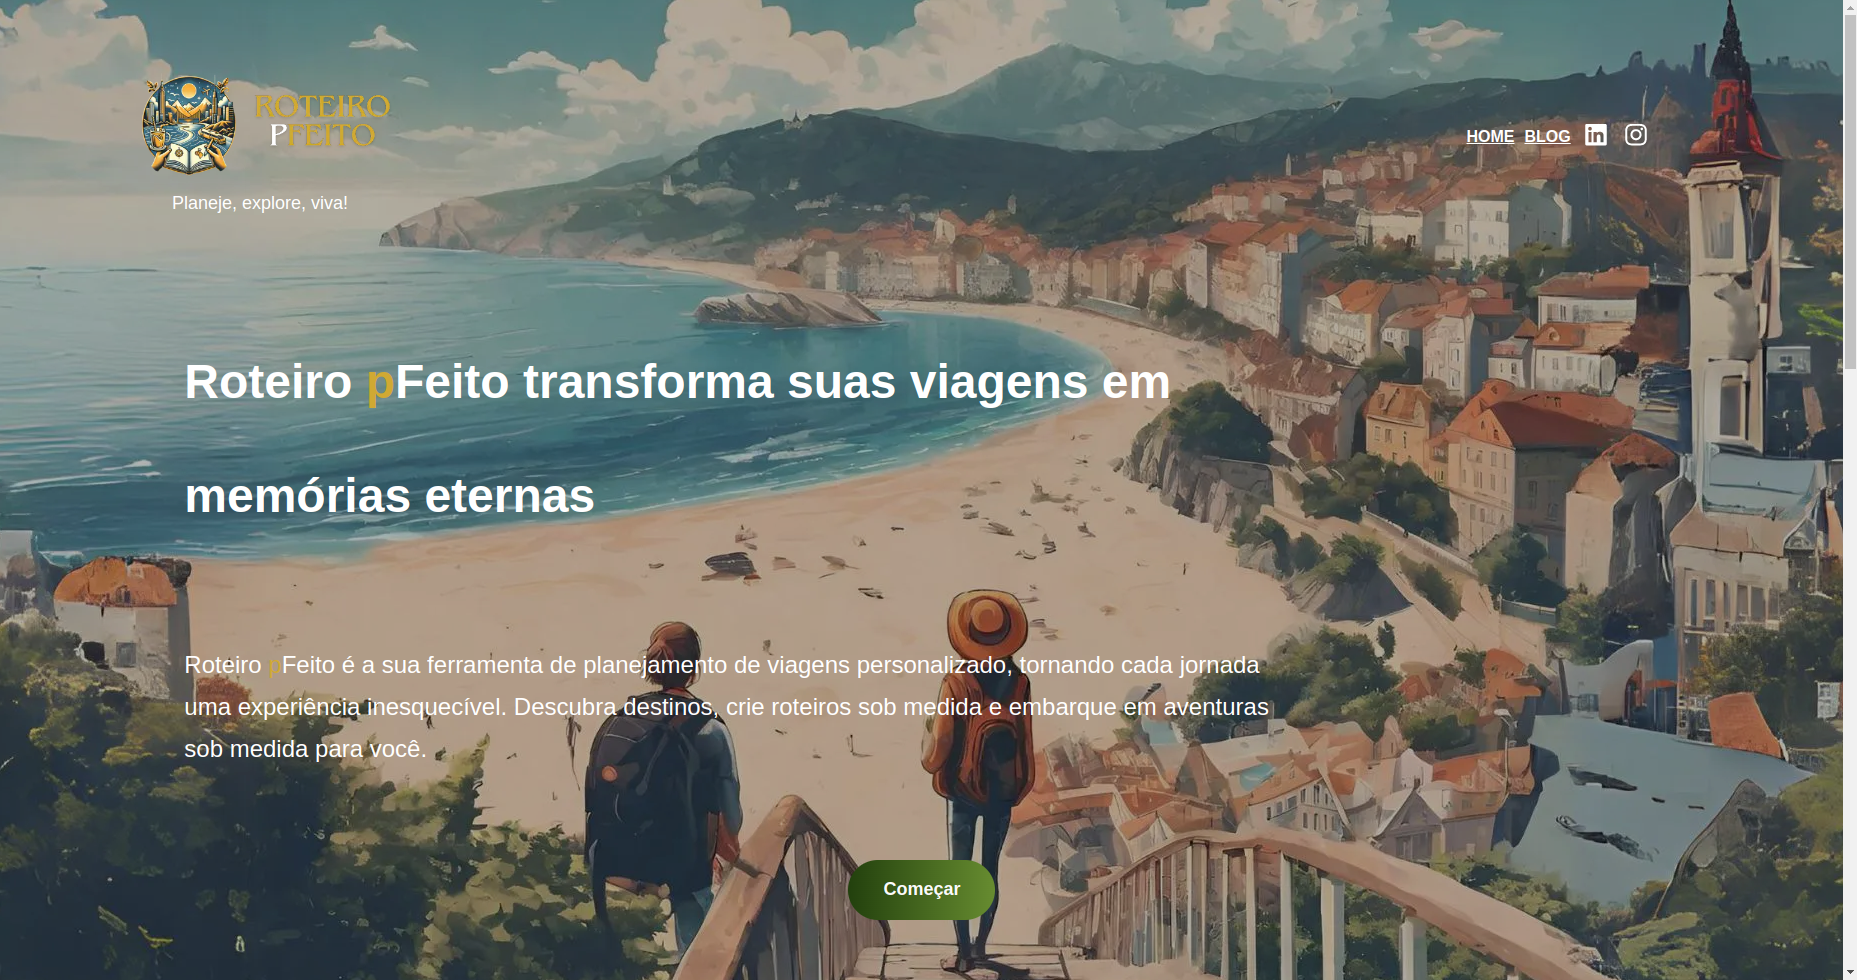 ROTEIRO
PFEITO
HOME BLOG
Planeje, explore, viva!
Roteiro pFeito transforma suas viagens em
memórias eternas
Roteiro pFeito é a sua ferramenta de planejamento de viagens personalizado, tornando cada jornada
uma experiência inesquecível. Descubra destinos, crie roteiros sob medida e embarque em aventuras
sob medida para você.
Começar